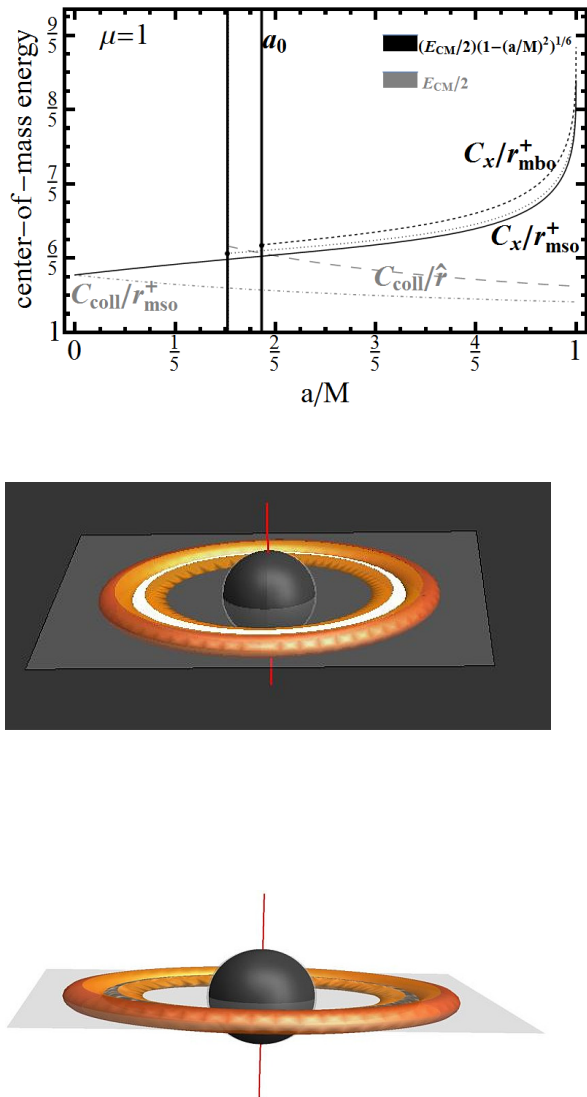 9/5
μ=1
a₀
(E_CM/2)(1-(a/M)²)^1/6
E_CM/2
8/5
C_x/r⁺_mbo
7/5
C_x/r⁺_mso
6/5
C_coll/r̂
C_coll/r⁺_mso
1
0 1/5 2/5 3/5 4/5 1
a/M
center-of-mass energy